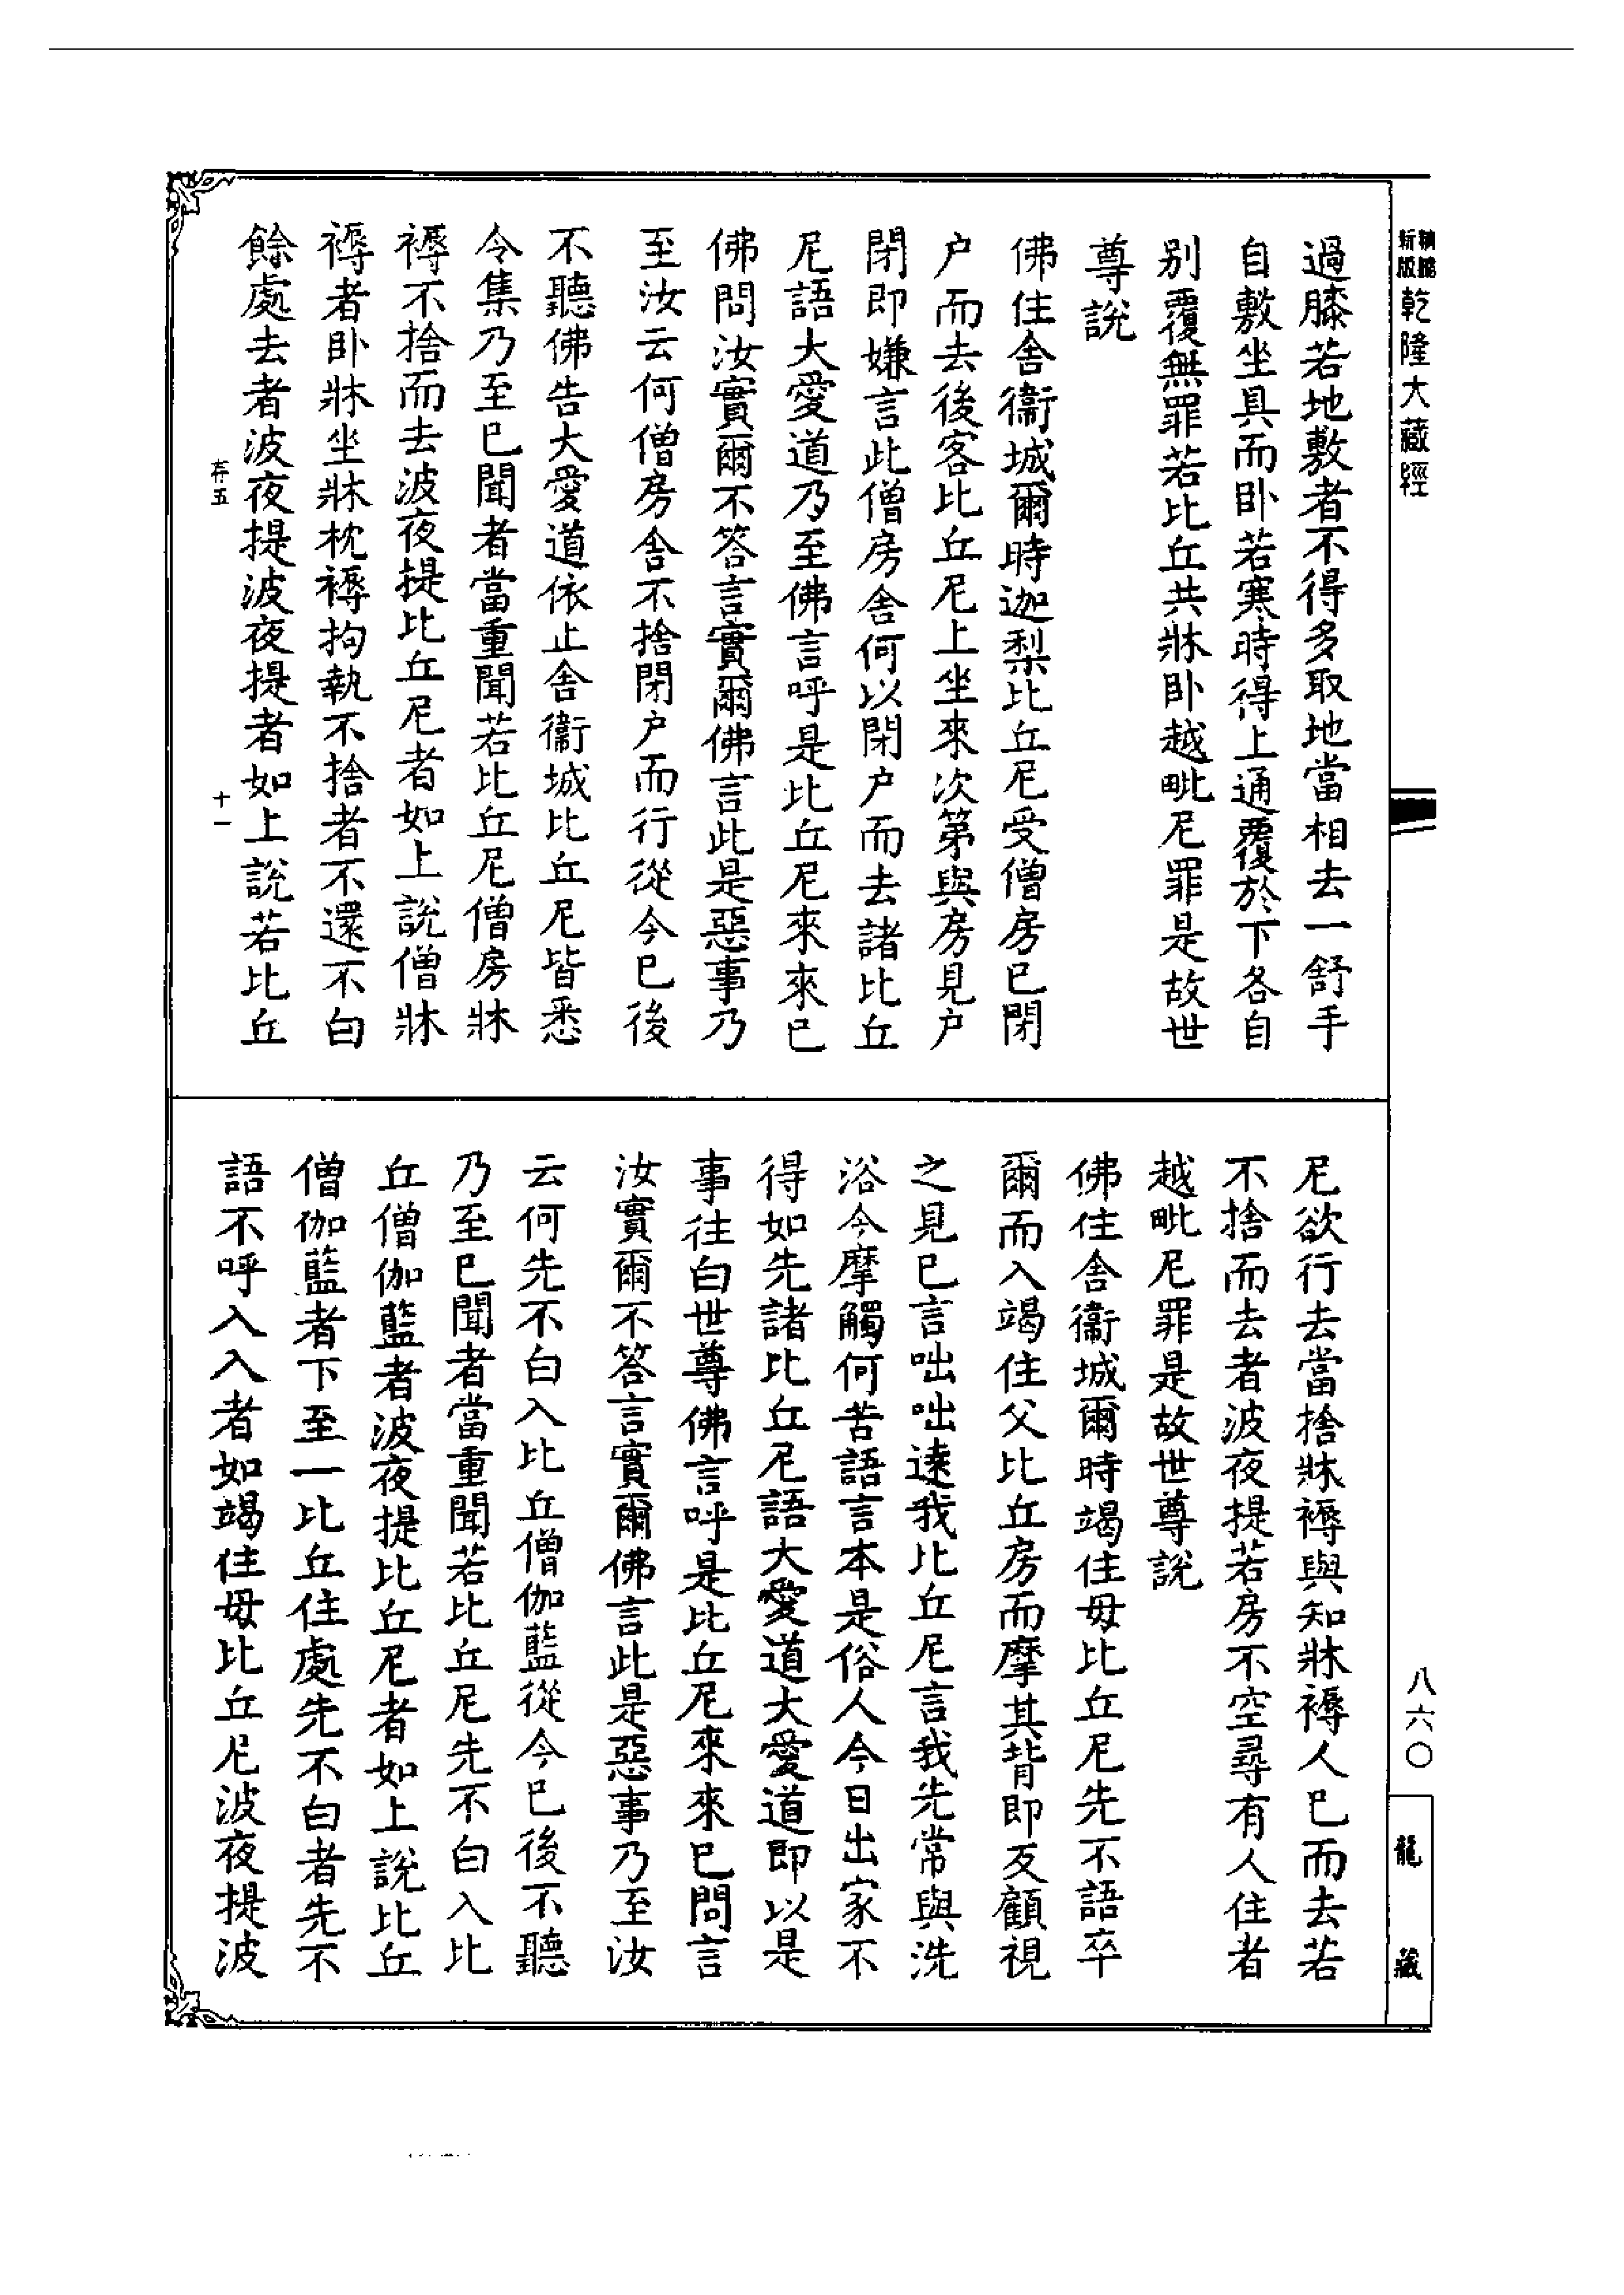 新版
乾隆大藏經
過膝若地敷者不得多取地當相去一舒手
自敷坐具而卧若寒時得上通覆於下各自
别覆無罪若比丘共牀卧越毗尼罪是故世
尊說
佛住舍衞城爾時迦梨比丘尼受僧房已閉
户而去後客比丘尼上坐來次第與房見户
閉即嫌言此僧房舍何以閉户而去諸比丘
尼語大愛道乃至佛言呼是比丘尼來來已
佛問汝實爾不答言實爾佛言此是惡事乃
至汝云何僧房舍不捨閉户而行從今已後
不聽佛告大愛道依止舍衞城比丘尼皆悉
令集乃至已聞者當重聞若比丘尼僧房牀
褥不捨而去波夜提比丘尼者如上說僧牀
褥者卧牀坐牀枕褥拘執不捨者不還不白
餘處去者波夜提波夜提者如上說若比丘
弃五
十一
尼欲行去當捨牀褥與知牀褥人已而去若
不捨而去者波夜提若房不空尋有人住者
越毗尼罪是故世尊說
佛住舍衞城爾時竭住母比丘尼先不語卒
爾而入竭住父比丘房而摩其背即反顧視
之見已言咄咄遠我比丘尼言我先常與洗
浴今摩觸何苦語言本是俗人今日出家不
得如先諸比丘尼語大愛道大愛道即以是
事往白世尊佛言呼是比丘尼來來已問言
汝實爾不答言實爾佛言此是惡事乃至汝
云何先不白入比丘僧伽藍從今已後不聽
乃至已聞者當重聞若比丘尼先不白入比
丘僧伽藍者波夜提比丘尼者如上說比丘
僧伽藍者下至一比丘住處先不白者先不
語不呼入入者如竭住母比丘尼波夜提波
八六〇
龍藏